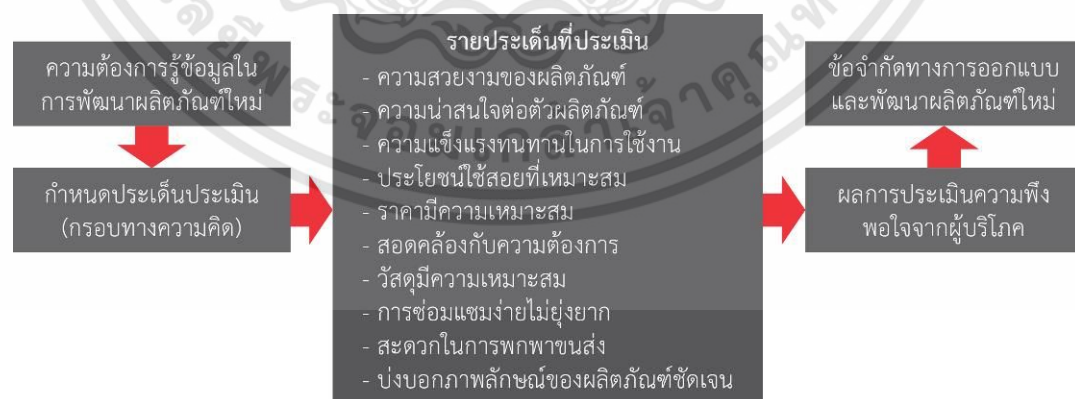 ความต้องการรู้ข้อมูลใน
การพัฒนาผลิตภัณฑ์ใหม่
กำหนดประเด็นประเมิน
(กรอบทางความคิด)
รายประเด็นที่ประเมิน
- ความสวยงามของผลิตภัณฑ์
- ความน่าสนใจต่อตัวผลิตภัณฑ์
- ความแข็งแรงทนทานในการใช้งาน
- ประโยชน์ใช้สอยที่เหมาะสม
- ราคามีความเหมาะสม
- สอดคล้องกับความต้องการ
- วัสดุมีความเหมาะสม
- การซ่อมแซมง่ายไม่ยุ่งยาก
- สะดวกในการพกพาขนส่ง
- บ่งบอกภาพลักษณ์ของผลิตภัณฑ์ชัดเจน
ข้อจำกัดทางการออกแบบ
และพัฒนาผลิตภัณฑ์ใหม่
ผลการประเมินความพึง
พอใจจากผู้บริโภค